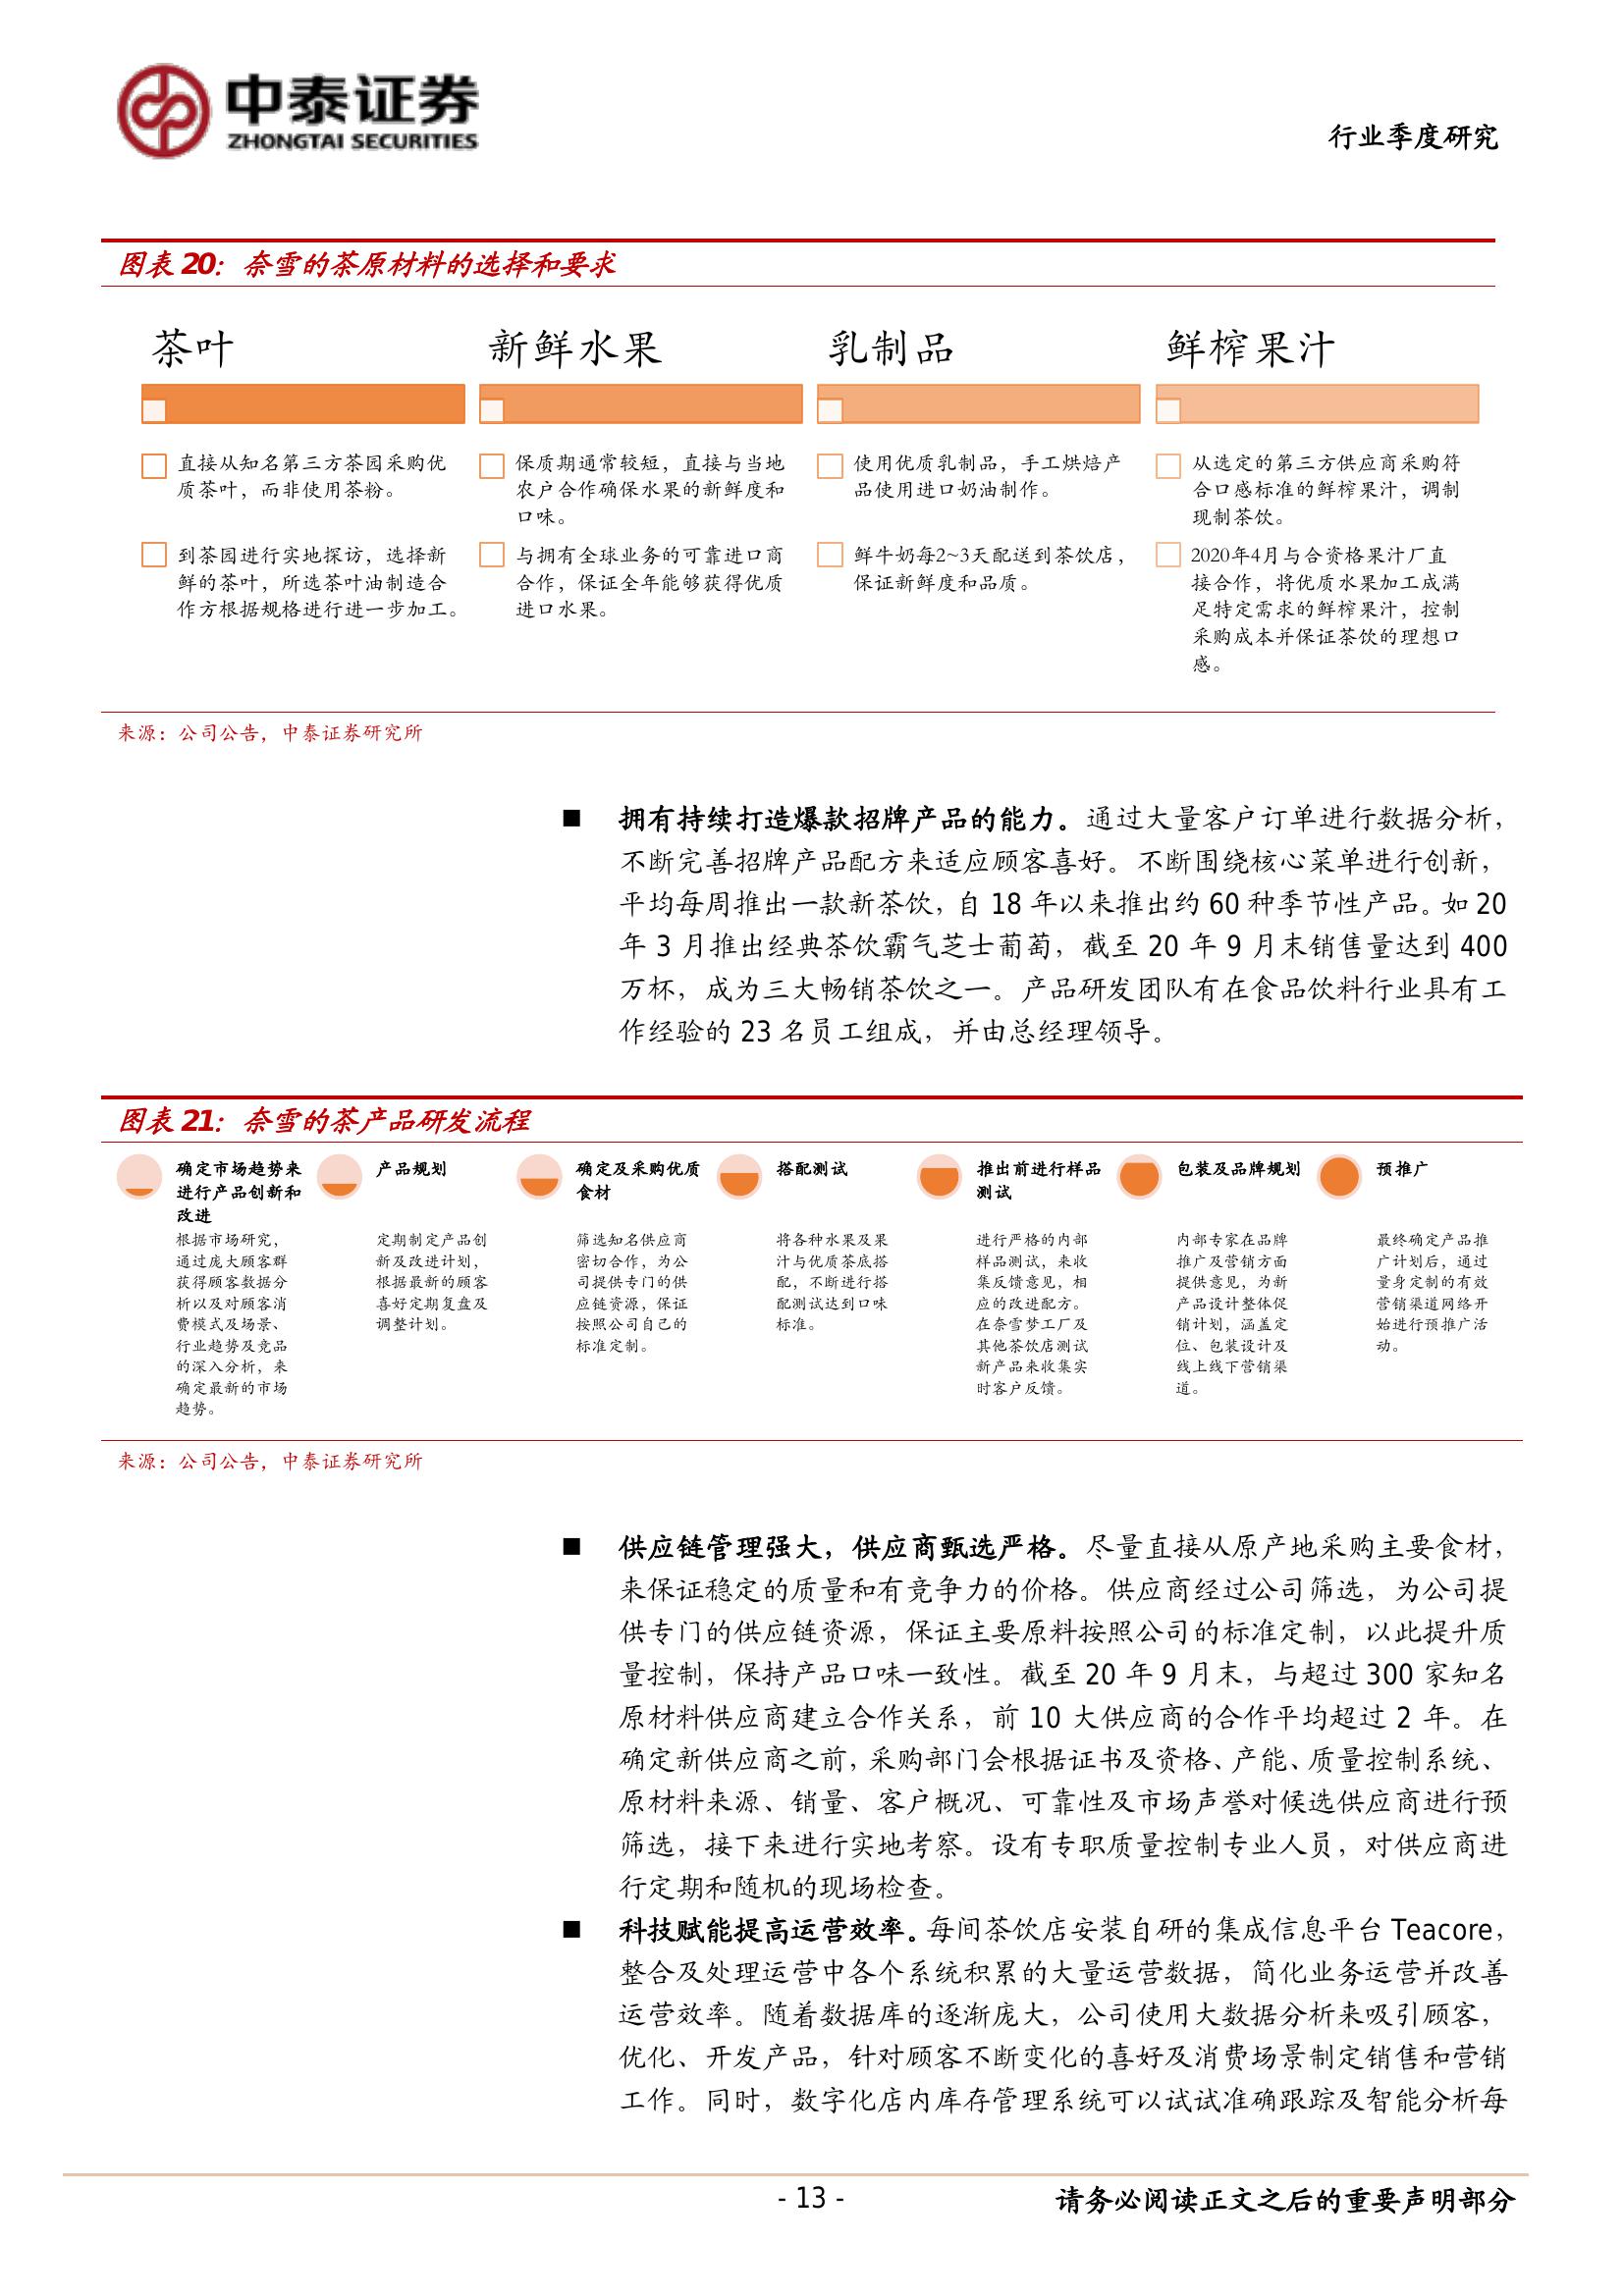 中泰证券
ZHONGTAI SECURITIES
行业季度研究
图表 20：奈雪的茶原材料的选择和要求
茶叶
直接从知名第三方茶园采购优
质茶叶，而非使用茶粉。
到茶园进行实地探访，选择新
鲜的茶叶，所选茶叶油制造合
作方根据规格进行进一步加工。
新鲜水果
保质期通常较短，直接与当地
农户合作确保水果的新鲜度和
口味。
与拥有全球业务的可靠进口商
合作，保证全年能够获得优质
进口水果。
乳制品
使用优质乳制品，手工烘焙产
品使用进口奶油制作。
鲜牛奶每2~3天配送到茶饮店，
保证新鲜度和品质。
鲜榨果汁
从选定的第三方供应商采购符
合口感标准的鲜榨果汁，调制
现制茶饮。
2020年4月与合资格果汁厂直
接合作，将优质水果加工成满
足特定需求的鲜榨果汁，控制
采购成本并保证茶饮的理想口
感。
来源：公司公告，中泰证券研究所
■ 拥有持续打造爆款招牌产品的能力。通过大量客户订单进行数据分析，
不断完善招牌产品配方来适应顾客喜好。不断围绕核心菜单进行创新，
平均每周推出一款新茶饮，自 18 年以来推出约 60 种季节性产品。如 20
年 3 月推出经典茶饮霸气芝士葡萄，截至 20 年 9 月末销售量达到 400
万杯，成为三大畅销茶饮之一。产品研发团队有在食品饮料行业具有工
作经验的 23 名员工组成，并由总经理领导。
图表 21：奈雪的茶产品研发流程
确定市场趋势来
进行产品创新和
改进
根据市场研究，
通过庞大顾客群
获得顾客数据分
析以及对顾客消
费模式及场景、
行业趋势及竞品
的深入分析，来
确定最新的市场
趋势。
产品规划
定期制定产品创
新及改进计划，
根据最新的顾客
喜好定期复盘及
调整计划。
确定及采购优质
食材
筛选知名供应商
密切合作，为公
司提供专门的供
应链资源，保证
按照公司自己的
标准定制。
搭配测试
将各种水果及果
汁与优质茶底搭
配，不断进行搭
配测试达到口味
标准。
推出前进行样品
测试
进行严格的内部
样品测试，来收
集反馈意见，相
应的改进配方。
在奈雪梦工厂及
其他茶饮店测试
新产品来收集实
时客户反馈。
包装及品牌规划
内部专家在品牌
推广及营销方面
提供意见，为新
产品设计整体促
销计划，涵盖定
位、包装设计及
线上线下营销渠
道。
预推广
最终确定产品推
广计划后，通过
量身定制的有效
营销渠道网络开
始进行预推广活
动。
来源：公司公告，中泰证券研究所
■ 供应链管理强大，供应商甄选严格。尽量直接从原产地采购主要食材，
来保证稳定的质量和有竞争力的价格。供应商经过公司筛选，为公司提
供专门的供应链资源，保证主要原料按照公司的标准定制，以此提升质
量控制，保持产品口味一致性。截至 20 年 9 月末，与超过 300 家知名
原材料供应商建立合作关系，前 10 大供应商的合作平均超过 2 年。在
确定新供应商之前，采购部门会根据证书及资格、产能、质量控制系统、
原材料来源、销量、客户概况、可靠性及市场声誉对候选供应商进行预
筛选，接下来进行实地考察。设有专职质量控制专业人员，对供应商进
行定期和随机的现场检查。
■ 科技赋能提高运营效率。每间茶饮店安装自研的集成信息平台 Teacore，
整合及处理运营中各个系统积累的大量运营数据，简化业务运营并改善
运营效率。随着数据库的逐渐庞大，公司使用大数据分析来吸引顾客，
优化、开发产品，针对顾客不断变化的喜好及消费场景制定销售和营销
工作。同时，数字化店内库存管理系统可以试试准确跟踪及智能分析每
- 13 -
请务必阅读正文之后的重要声明部分